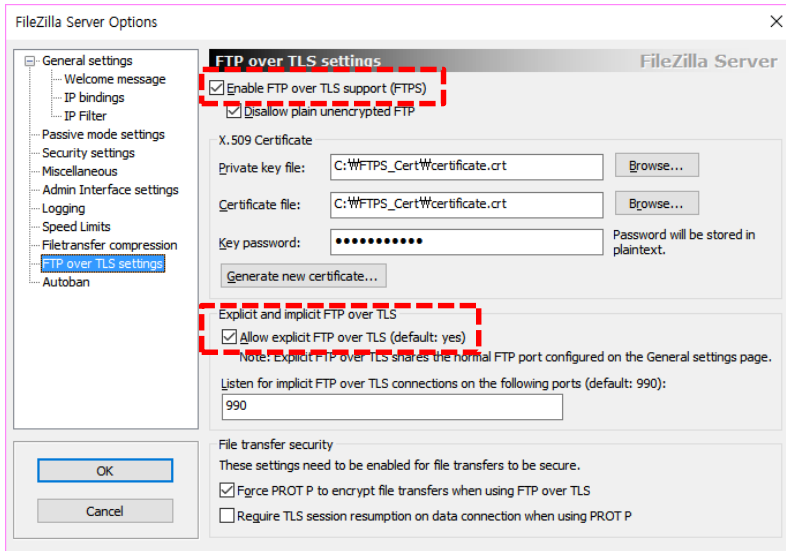 FileZilla Server Options
General settings
Welcome message
IP bindings
IP Filter
Passive mode settings
Security settings
Miscellaneous
Admin Interface settings
Logging
Speed Limits
Filetransfer compression
FTP over TLS settings
Autoban
OK
Cancel
FTP over TLS settings
FileZilla Server
Enable FTP over TLS support (FTPS)
Disallow plain unencrypted FTP
X.509 Certificate
Private key file: C:₩FTPS_Cert₩certificate.crt Browse...
Certificate file: C:₩FTPS_Cert₩certificate.crt Browse...
Key password: ●●●●●●●●●●● Password will be stored in
plaintext.
Generate new certificate...
Explicit and implicit FTP over TLS
Allow explicit FTP over TLS (default: yes)
Note: Explicit FTP over TLS shares the normal FTP port configured on the General settings page.
Listen for implicit FTP over TLS connections on the following ports (default: 990):
990
File transfer security
These settings need to be enabled for file transfers to be secure.
Force PROT P to encrypt file transfers when using FTP over TLS
Require TLS session resumption on data connection when using PROT P